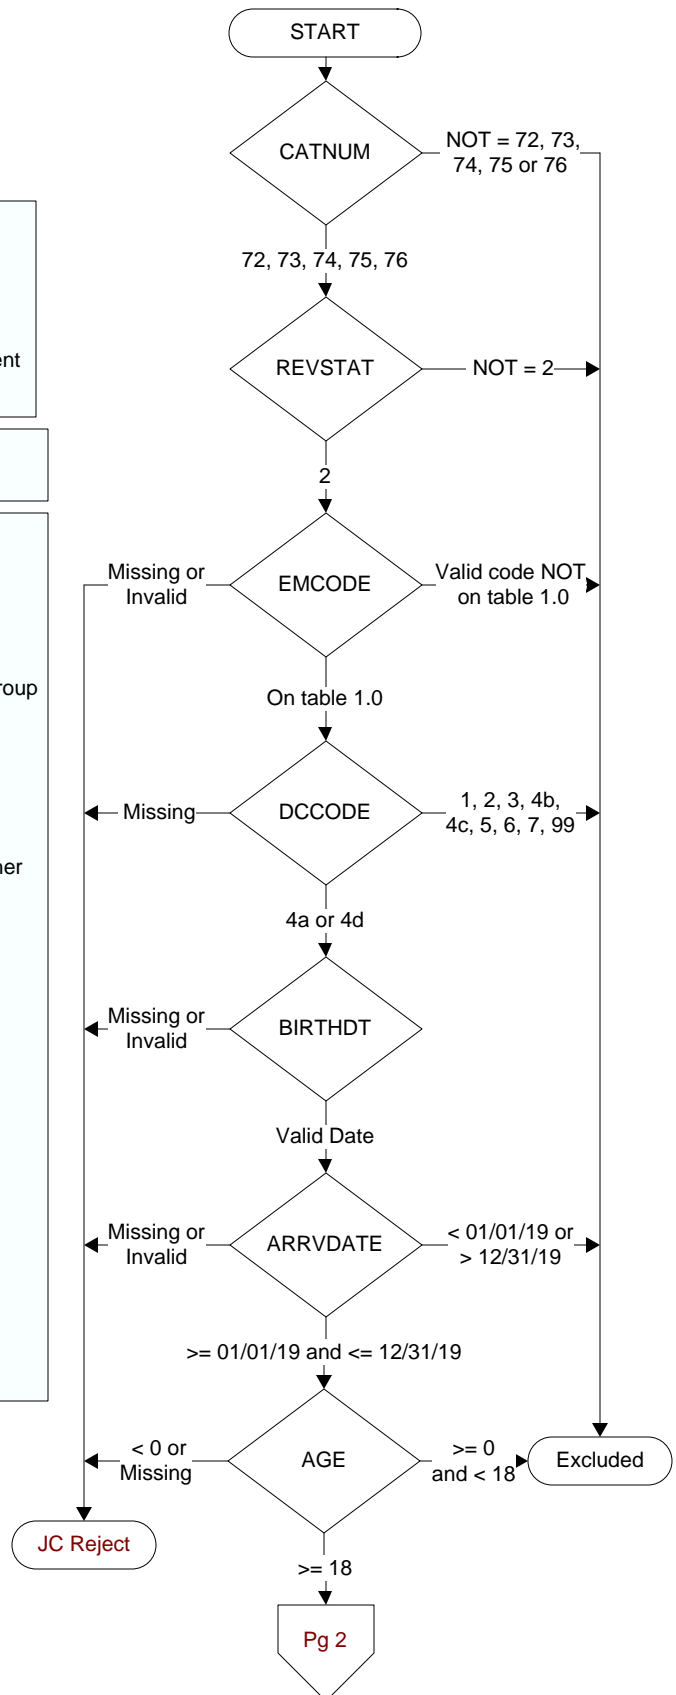 START
CATNUM
NOT = 72, 73,
74, 75 or 76
72, 73, 74, 75, 76
REVSTAT
NOT = 2
2
Missing or
Invalid
EMCODE
Valid code NOT
on table 1.0
On table 1.0
Missing
DCCODE
1, 2, 3, 4b,
4c, 5, 6, 7, 99
4a or 4d
Missing or
Invalid
BIRTHDT
Valid Date
Missing or
Invalid
ARRVDATE
< 01/01/19 or
> 12/31/19
>= 01/01/19 and <= 12/31/19
< 0 or
Missing
AGE
>= 0
and < 18
Excluded
JC Reject
>= 18
Pg 2